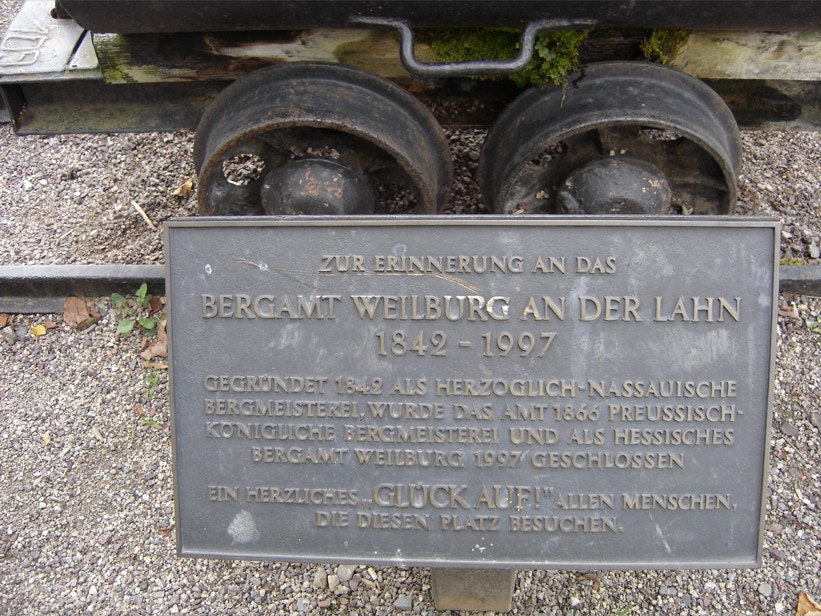 ZUR ERINNERUNG AN DAS
BERGAMT WEILBURG AN DER LAHN
1842 - 1997
GEGRÜNDET 1842 ALS HERZOGLICH-NASSAUISCHE
BERGMEISTEREI, WURDE DAS AMT 1866 PREUSSISCH-
KÖNIGLICHE BERGMEISTEREI UND ALS HESSISCHES
BERGAMT WEILBURG 1997 GESCHLOSSEN
EIN HERZLICHES „GLÜCK AUF!" ALLEN MENSCHEN,
DIE DIESEN PLATZ BESUCHEN.